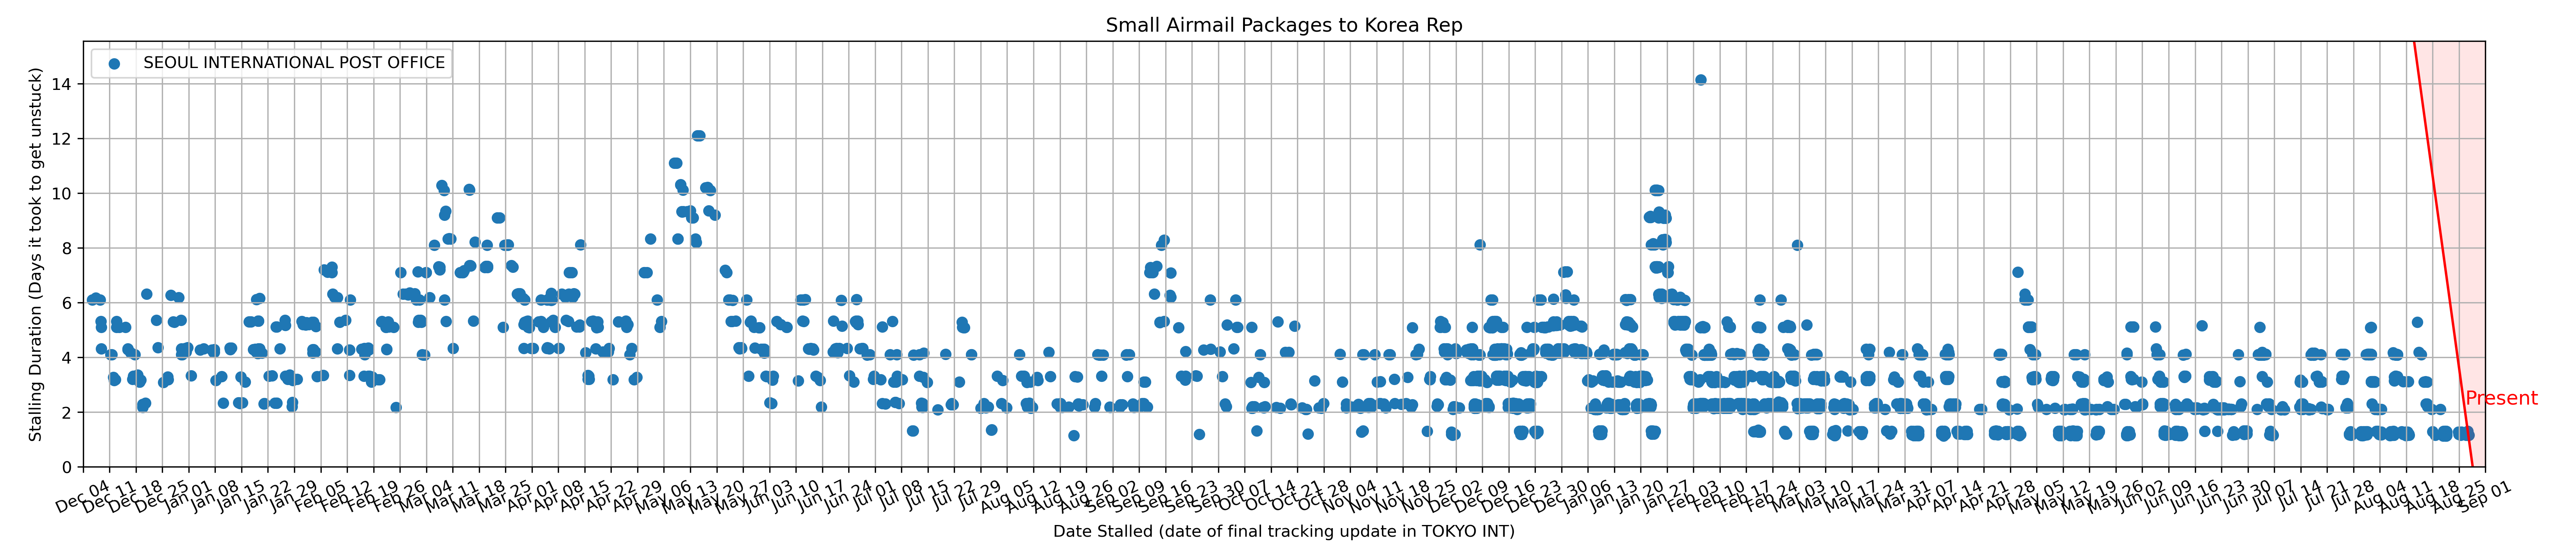 Small Airmail Packages to Korea Rep
SEOUL INTERNATIONAL POST OFFICE
Stalling Duration (Days it took to get unstuck)
14
12
10
8
6
4
2
0
Present
Dec 04
Dec 11
Dec 18
Dec 25
Jan 01
Jan 08
Jan 15
Jan 22
Jan 29
Feb 05
Feb 12
Feb 19
Feb 26
Mar 04
Mar 11
Mar 18
Mar 25
Apr 01
Apr 08
Apr 15
Apr 22
Apr 29
May 06
May 13
May 20
May 27
Jun 03
Jun 10
Jun 17
Jun 24
Jul 01
Jul 08
Jul 15
Jul 22
Jul 29
Aug 05
Aug 12
Aug 19
Aug 26
Sep 02
Sep 09
Sep 16
Sep 23
Sep 30
Oct 07
Oct 14
Oct 21
Oct 28
Nov 04
Nov 11
Nov 18
Nov 25
Dec 02
Dec 09
Dec 16
Dec 23
Dec 30
Jan 06
Jan 13
Jan 20
Jan 27
Feb 03
Feb 10
Feb 17
Feb 24
Mar 03
Mar 10
Mar 17
Mar 24
Mar 31
Apr 07
Apr 14
Apr 21
Apr 28
May 05
May 12
May 19
May 26
Jun 02
Jun 09
Jun 16
Jun 23
Jun 30
Jul 07
Jul 14
Jul 21
Jul 28
Aug 04
Aug 11
Aug 18
Aug 25
Sep 01
Date Stalled (date of final tracking update in TOKYO INT)